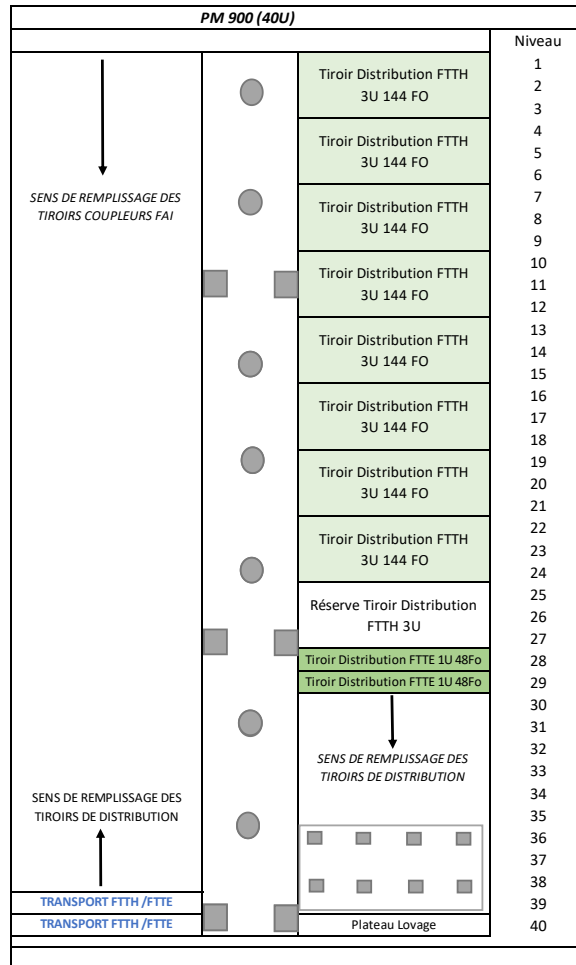 PM 900 (40U)
Niveau
SENS DE REMPLISSAGE DES
TIROIRS COUPLEURS FAI
SENS DE REMPLISSAGE DES
TIROIRS DE DISTRIBUTION
TRANSPORT FTTH /FTTE
TRANSPORT FTTH /FTTE
Tiroir Distribution FTTH
3U 144 FO
Tiroir Distribution FTTH
3U 144 FO
Tiroir Distribution FTTH
3U 144 FO
Tiroir Distribution FTTH
3U 144 FO
Tiroir Distribution FTTH
3U 144 FO
Tiroir Distribution FTTH
3U 144 FO
Tiroir Distribution FTTH
3U 144 FO
Tiroir Distribution FTTH
3U 144 FO
Réserve Tiroir Distribution
FTTH 3U
Tiroir Distribution FTTE 1U 48Fo
Tiroir Distribution FTTE 1U 48Fo
SENS DE REMPLISSAGE DES
TIROIRS DE DISTRIBUTION
Plateau Lovage
1
2
3
4
5
6
7
8
9
10
11
12
13
14
15
16
17
18
19
20
21
22
23
24
25
26
27
28
29
30
31
32
33
34
35
36
37
38
39
40